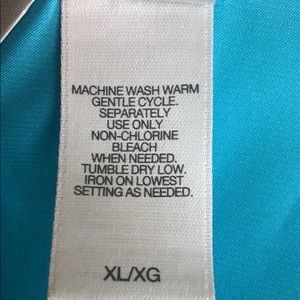 MACHINE WASH WARM
GENTLE CYCLE.
SEPARATELY
USE ONLY
NON-CHLORINE
BLEACH
WHEN NEEDED.
TUMBLE DRY LOW.
IRON ON LOWEST
SETTING AS NEEDED.
XL/XG